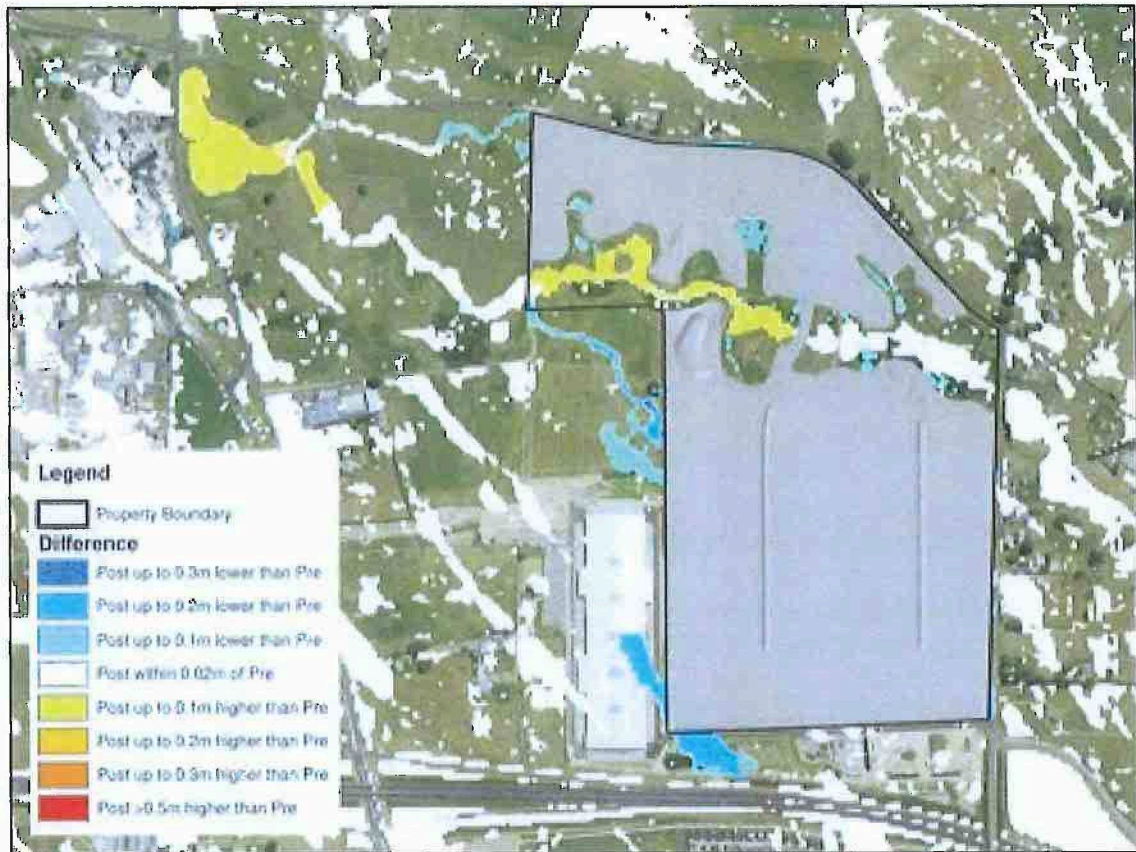 Legend
Property Boundary
Difference
Post up to 0.3m lower than Pre
Post up to 0.2m lower than Pre
Post up to 0.1m lower than Pre
Post within 0.02m of Pre
Post up to 0.1m higher than Pre
Post up to 0.2m higher than Pre
Post up to 0.3m higher than Pre
Post >0.5m higher than Pre